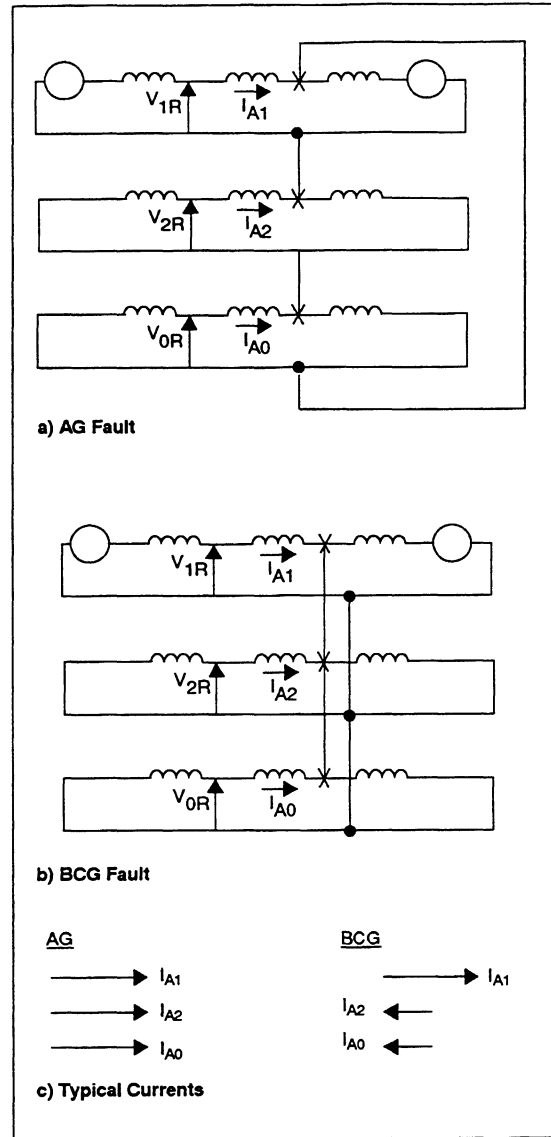 V1R
IA1
V2R
IA2
V0R
IA0
a) AG Fault
V1R
IA1
V2R
IA2
V0R
IA0
b) BCG Fault
AG BCG
IA1 IA1
IA2 IA2
IA0 IA0
c) Typical Currents